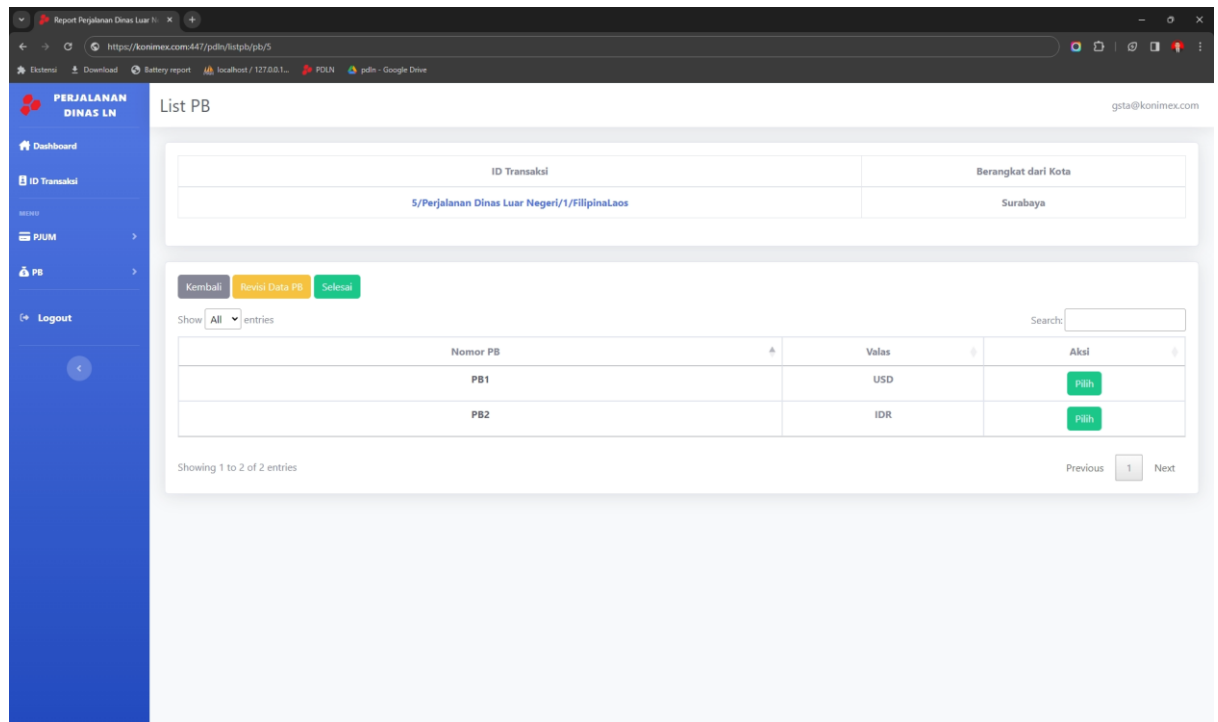 Report Perjalanan Dinas Luar N
https://konimex.com:447/pdln/listpb/pb/5
Ekstensi Download Battery report localhost / 127.0.0.1... PDLN pdln - Google Drive
PERJALANAN
DINAS LN
List PB
gsta@konimex.com
Dashboard
ID Transaksi
MENU
PJUM
PB
Logout
ID Transaksi Berangkat dari Kota
5/Perjalanan Dinas Luar Negeri/1/FilipinaLaos Surabaya
Kembali Revisi Data PB Selesai
Show All entries Search:
Nomor PB Valas Aksi
PB1 USD Pilih
PB2 IDR Pilih
Showing 1 to 2 of 2 entries Previous 1 Next